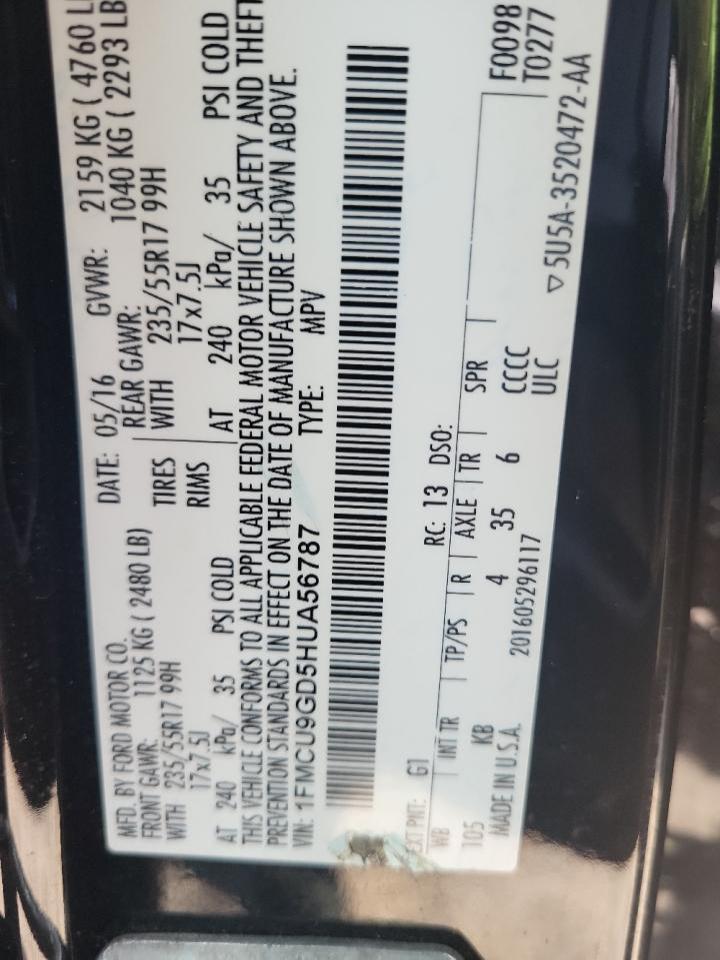 MFD. BY FORD MOTOR CO.
DATE: 05/16 GVWR: 2159 KG ( 4760
FRONT GAWR: 1125 KG ( 2480 LB)
REAR GAWR: 1040 KG ( 2293 LB
WITH 235/55R17 99H TIRES WITH 235/55R17 99H
17x7.5J RIMS 17x7.5J
AT 240 kPa/ 35 PSI COLD AT 240 kPa/ 35 PSI COLD
THIS VEHICLE CONFORMS TO ALL APPLICABLE FEDERAL MOTOR VEHICLE SAFETY AND THEFT
PREVENTION STANDARDS IN EFFECT ON THE DATE OF MANUFACTURE SHOWN ABOVE.
VIN: 1FMCU9GD5HUA56787 TYPE: MPV
EXT PNT: G1 RC: 13 DSO:
WB INT TR TP/PS R AXLE TR SPR F0098
105 KB 4 35 6 CCCC T0277
MADE IN U.S.A. 201605296117 ULC ▽5U5A-3520472-AA